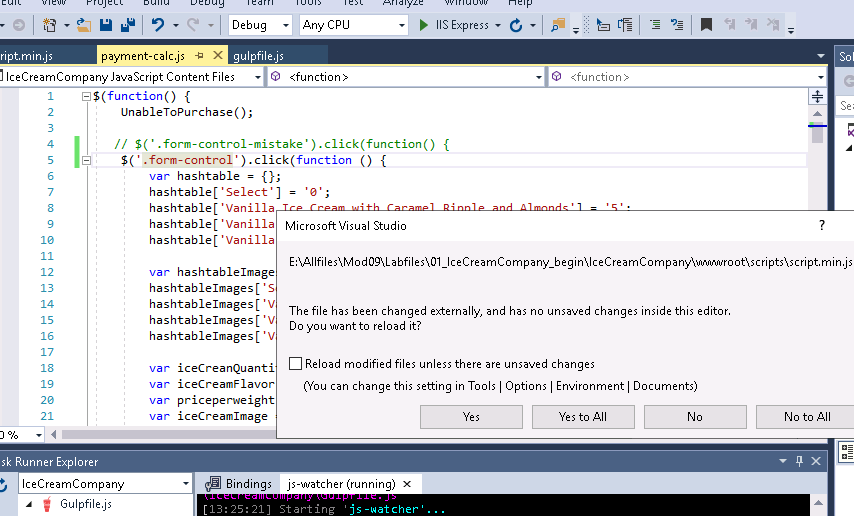 Edit View Project Build Debug Team Tools Test Analyze Window Help
Debug Any CPU IIS Express
ript.min.js payment-calc.js gulpfile.js
IceCreamCompany JavaScript Content Files <function> <function>
Sol
Sea
1 $(function() {
2 UnableToPurchase();
3
4 // $('.form-control-mistake').click(function() {
5 $('.form-control').click(function () {
6 var hashtable = {};
7 hashtable['Select'] = '0';
8 hashtable['Vanilla Ice Cream with Caramel Ripple and Almonds'] = '5';
9 hashtable['Vanilla
10 hashtable['Vanilla
11
12 var hashtableImage
13 hashtableImages['Se
14 hashtableImages['Va
15 hashtableImages['Va
16 hashtableImages['Va
17
18 var iceCreanQuanti
19 var iceCreamFlavor
20 var priceperweight
21 var iceCreamImage =
Microsoft Visual Studio ?
E:\Allfiles\Mod09\Labfiles\01_IceCreamCompany_begin\IceCreamCompany\wwwroot\scripts\script.min.js
The file has been changed externally, and has no unsaved changes inside this editor.
Do you want to reload it?
Reload modified files unless there are unsaved changes
(You can change this setting in Tools | Options | Environment | Documents)
Yes Yes to All No No to All
0 %
sk Runner Explorer
IceCreamCompany Bindings js-watcher (running)
Gulpfile.js
\IceCreamCompany\Gulpfile.js
[13:25:21] Starting 'js-watcher'...